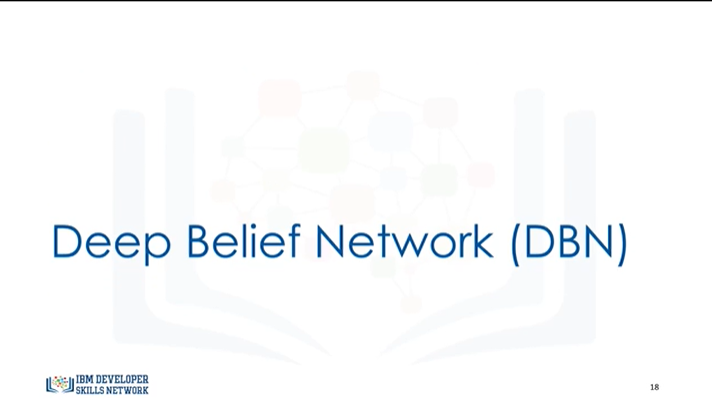 Deep Belief Network (DBN)
IBM DEVELOPER
SKILLS NETWORK
18